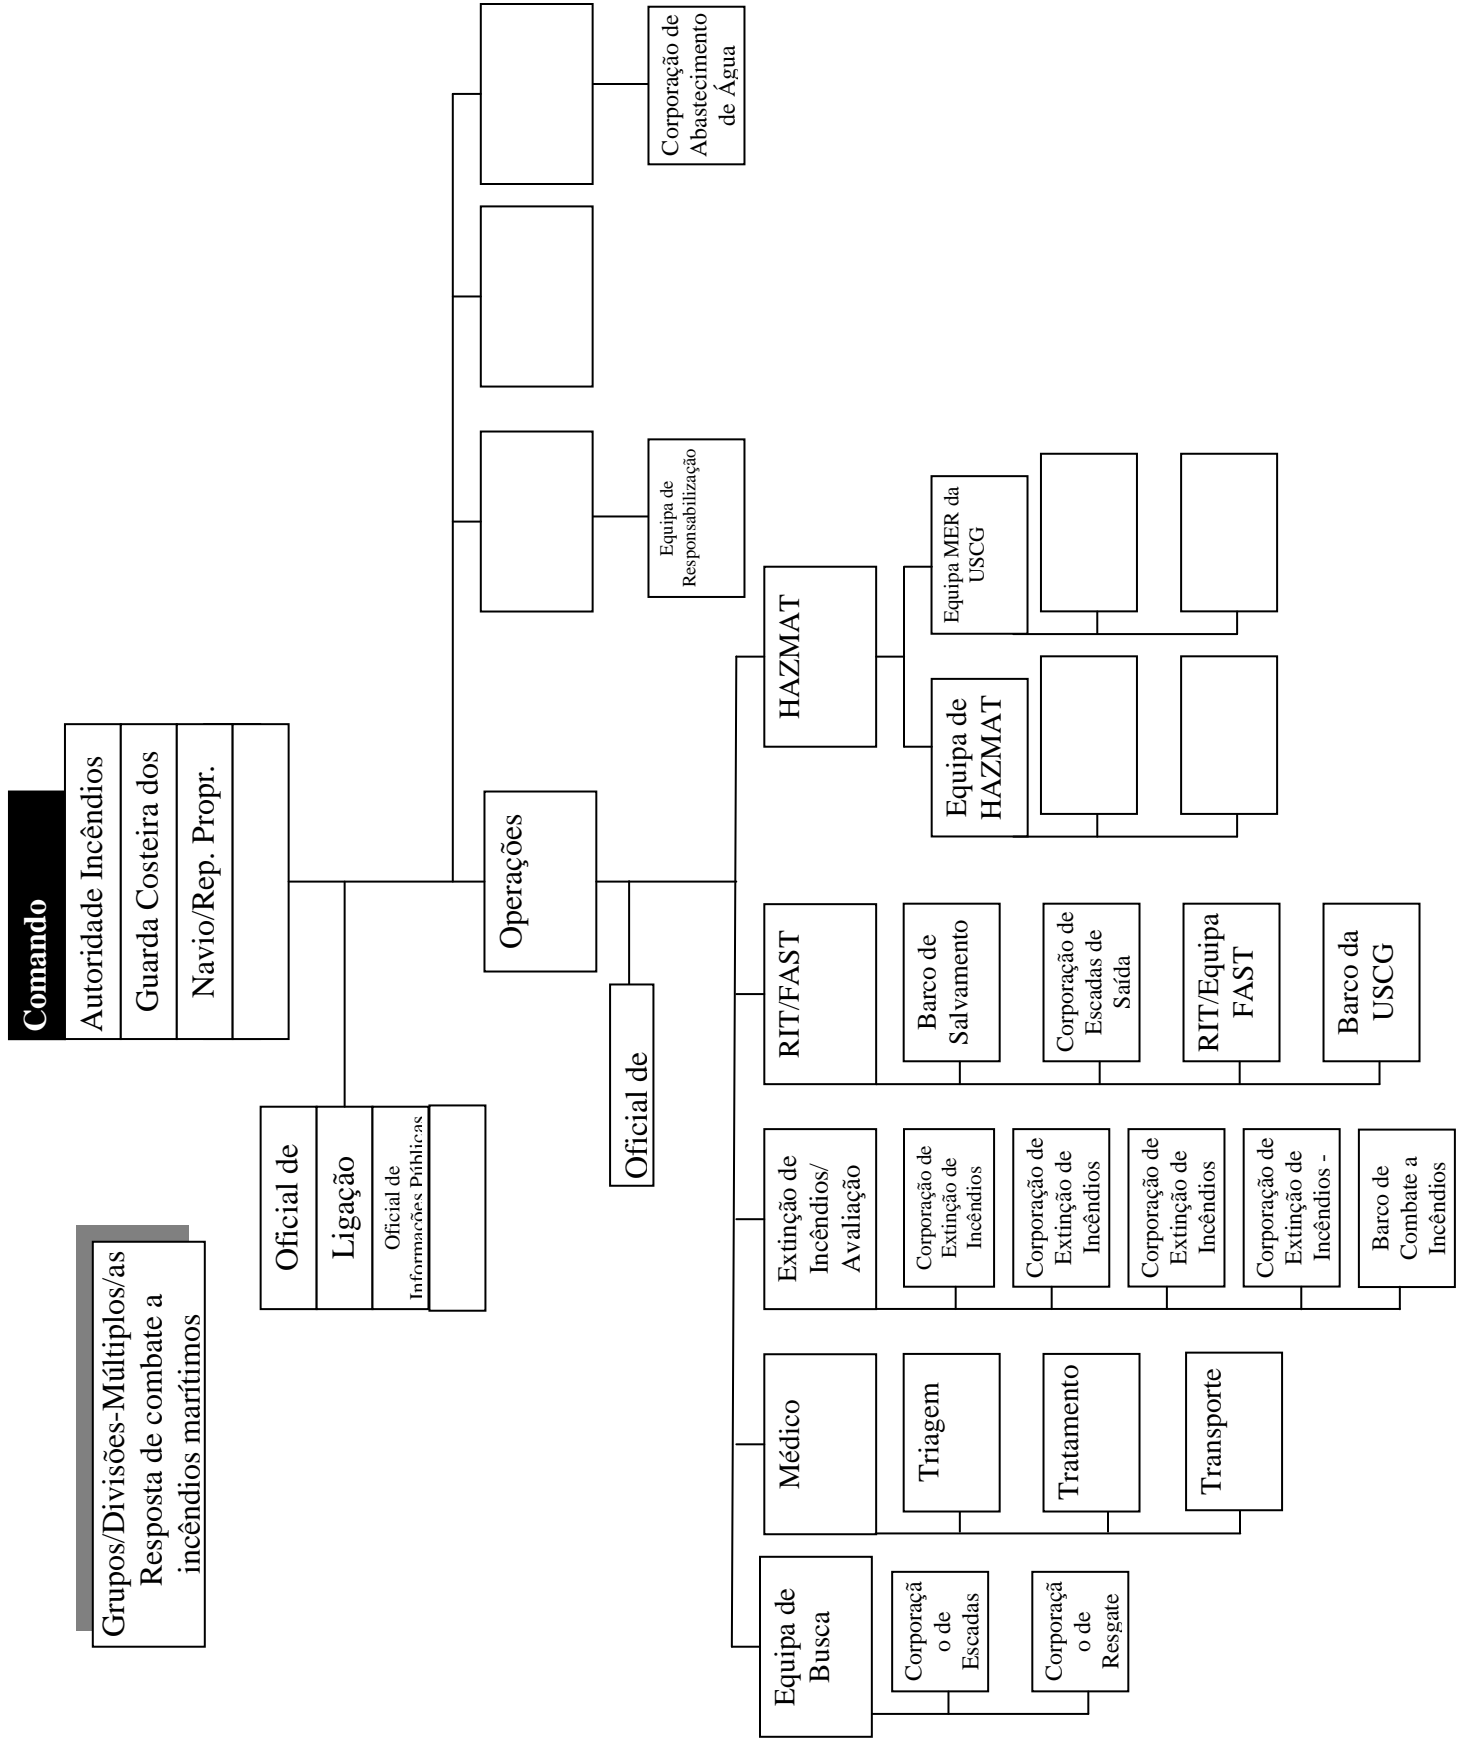 Grupos/Divisões-Múltiplos/as
Resposta de combate a
incêndios marítimos
Comando
Autoridade Incêndios
Guarda Costeira dos
Navio/Rep. Propr.
Oficial de
Ligação
Oficial de
Informações Públicas
Operações
Oficial de
Equipa de
Responsabilização
Corporação de
Abastecimento
de Água
Equipa de
Busca
Corporaçã
o de
Escadas
Corporaçã
o de
Resgate
Médico
Triagem
Tratamento
Transporte
Extinção de
Incêndios/
Avaliação
Corporação de
Extinção de
Incêndios
Corporação de
Extinção de
Incêndios
Corporação de
Extinção de
Incêndios
Corporação de
Extinção de
Incêndios -
Barco de
Combate a
Incêndios
RIT/FAST
Barco de
Salvamento
Corporação de
Escadas de
Saída
RIT/Equipa
FAST
Barco da
USCG
HAZMAT
Equipa de
HAZMAT
Equipa MER da
USCG